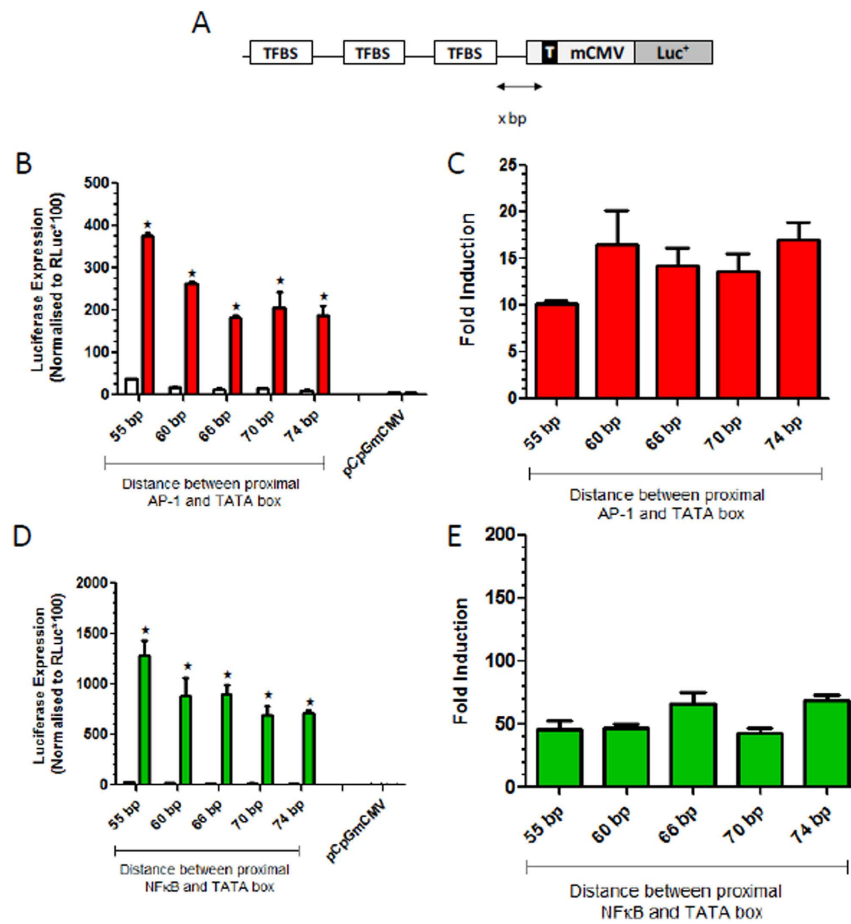 A
TFBS TFBS TFBS T mCMV Luc⁺
x bp
B
Luciferase Expression
(Normalised to RLuc*100)
500
400
300
200
100
0
55 bp
60 bp
66 bp
70 bp
74 bp
pCpGmCMV
Distance between proximal
AP-1 and TATA box
C
Fold Induction
25
20
15
10
5
0
55 bp
60 bp
66 bp
70 bp
74 bp
Distance between proximal
AP-1 and TATA box
D
Luciferase Expression
(Normalised to RLuc*100)
2000
1500
1000
500
0
55 bp
60 bp
66 bp
70 bp
74 bp
pCpGmCMV
Distance between proximal
NFκB and TATA box
E
Fold Induction
200
150
100
50
0
55 bp
60 bp
66 bp
70 bp
74 bp
Distance between proximal
NFκB and TATA box